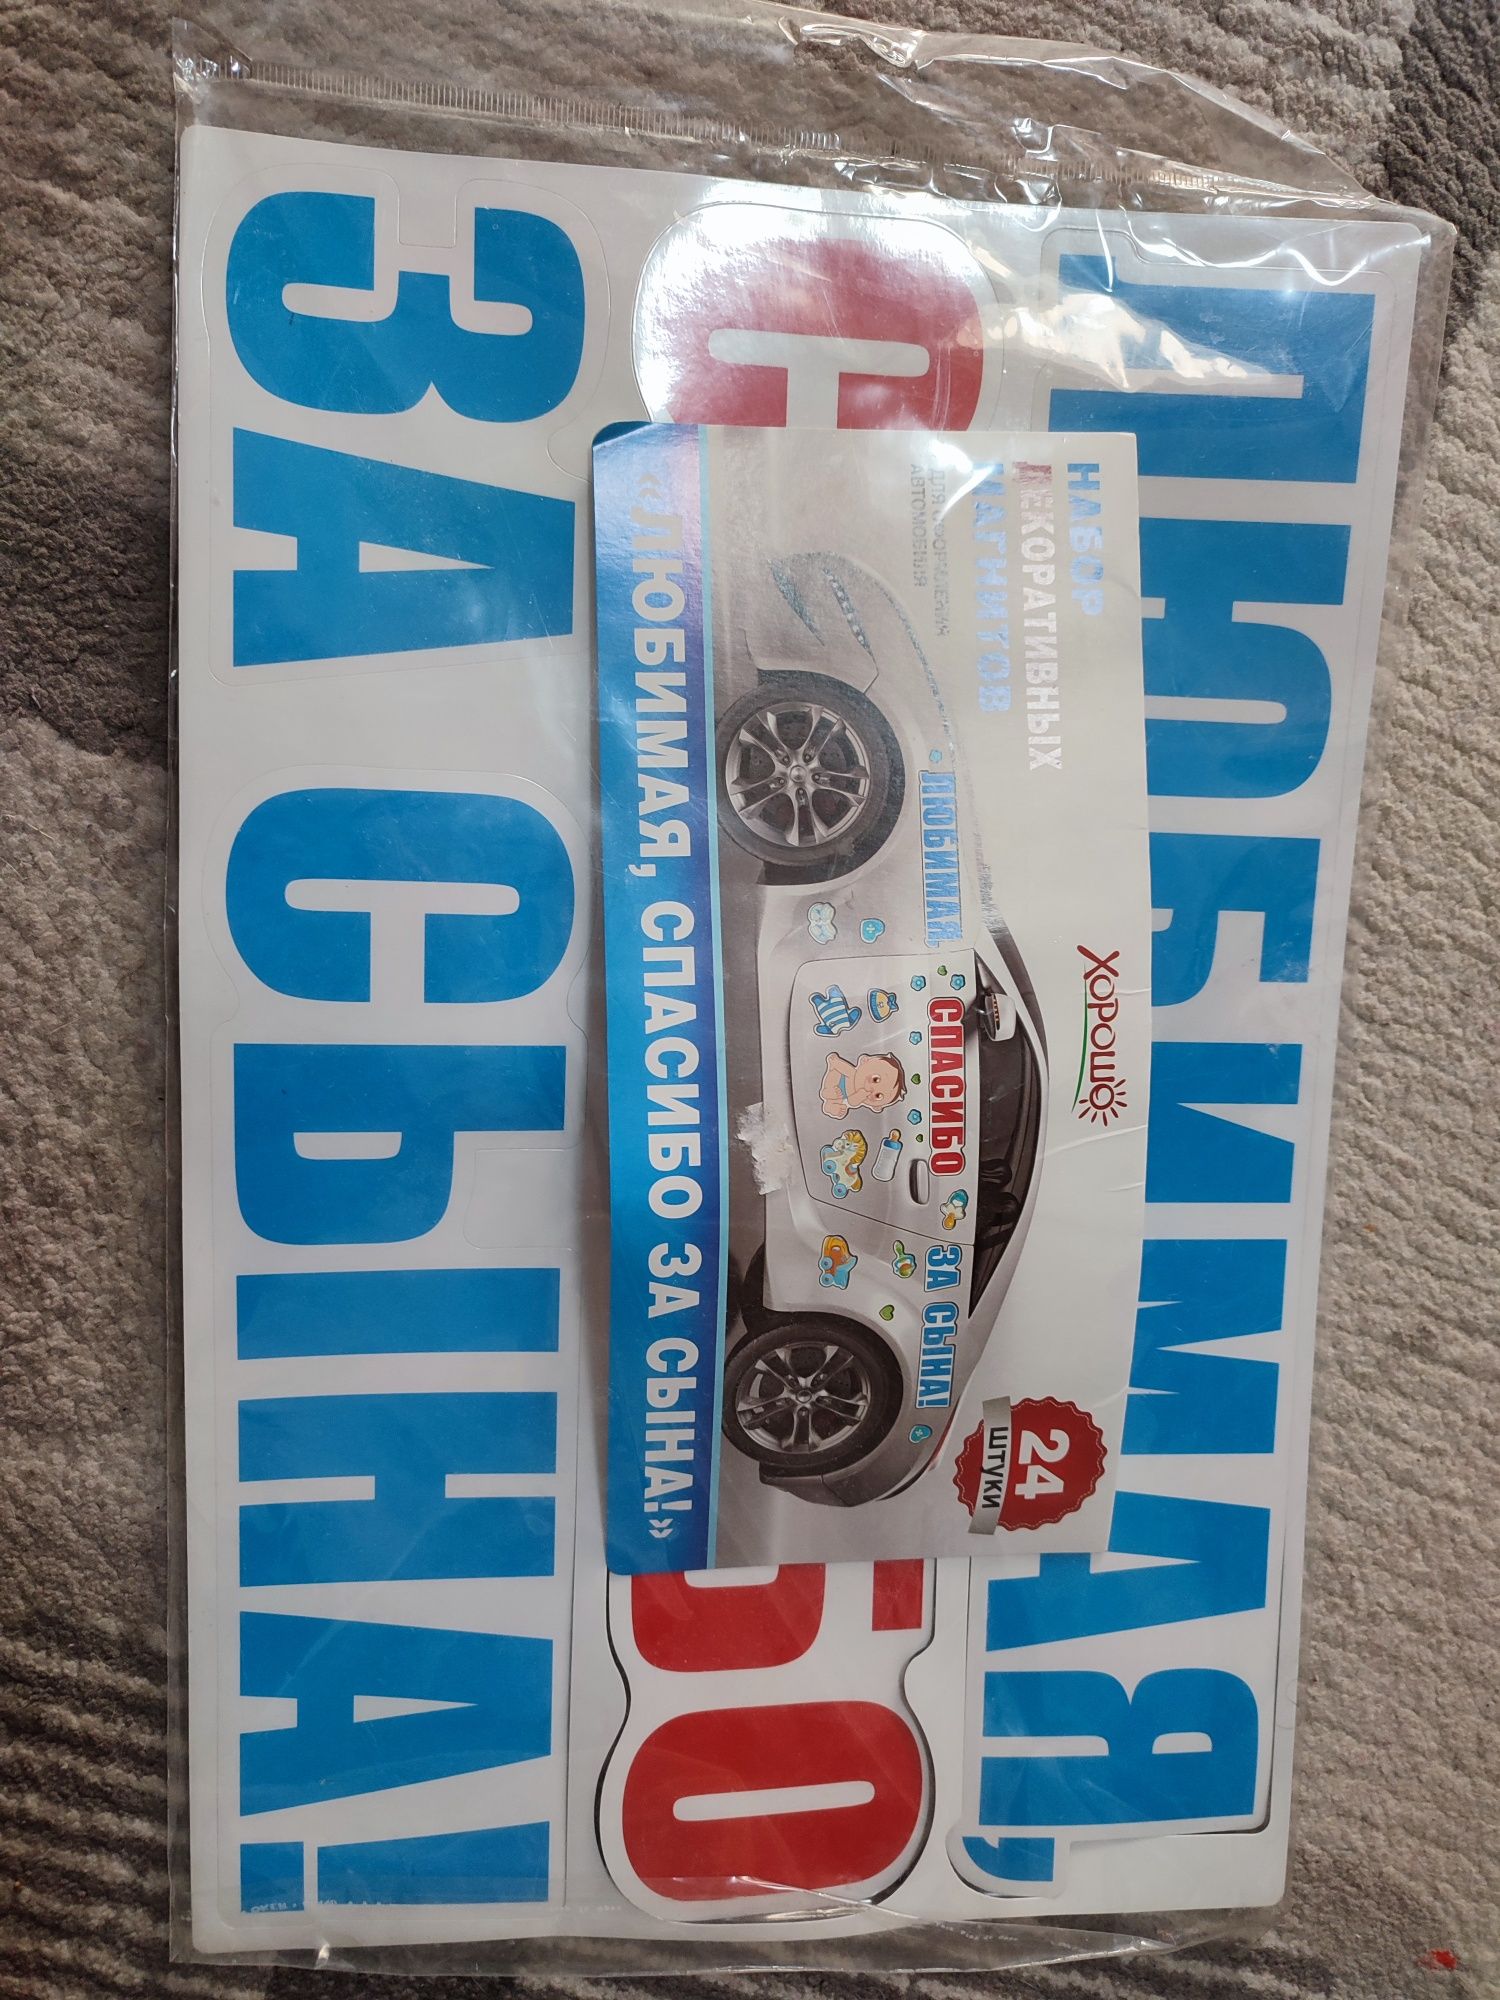 ЛЮБИМАЯ,
НАБОР
ДЕКОРАТИВНЫХ
МАГНИТОВ
ДЛЯ ОФОРМЛЕНИЯ
АВТОМОБИЛЯ
ХОРОШО
24
ШТУКИ
ЛЮБИМАЯ,
СПАСИБО
ЗА СЫНА!
«ЛЮБИМАЯ, СПАСИБО ЗА СЫНА!»
ЗА СЫНА!